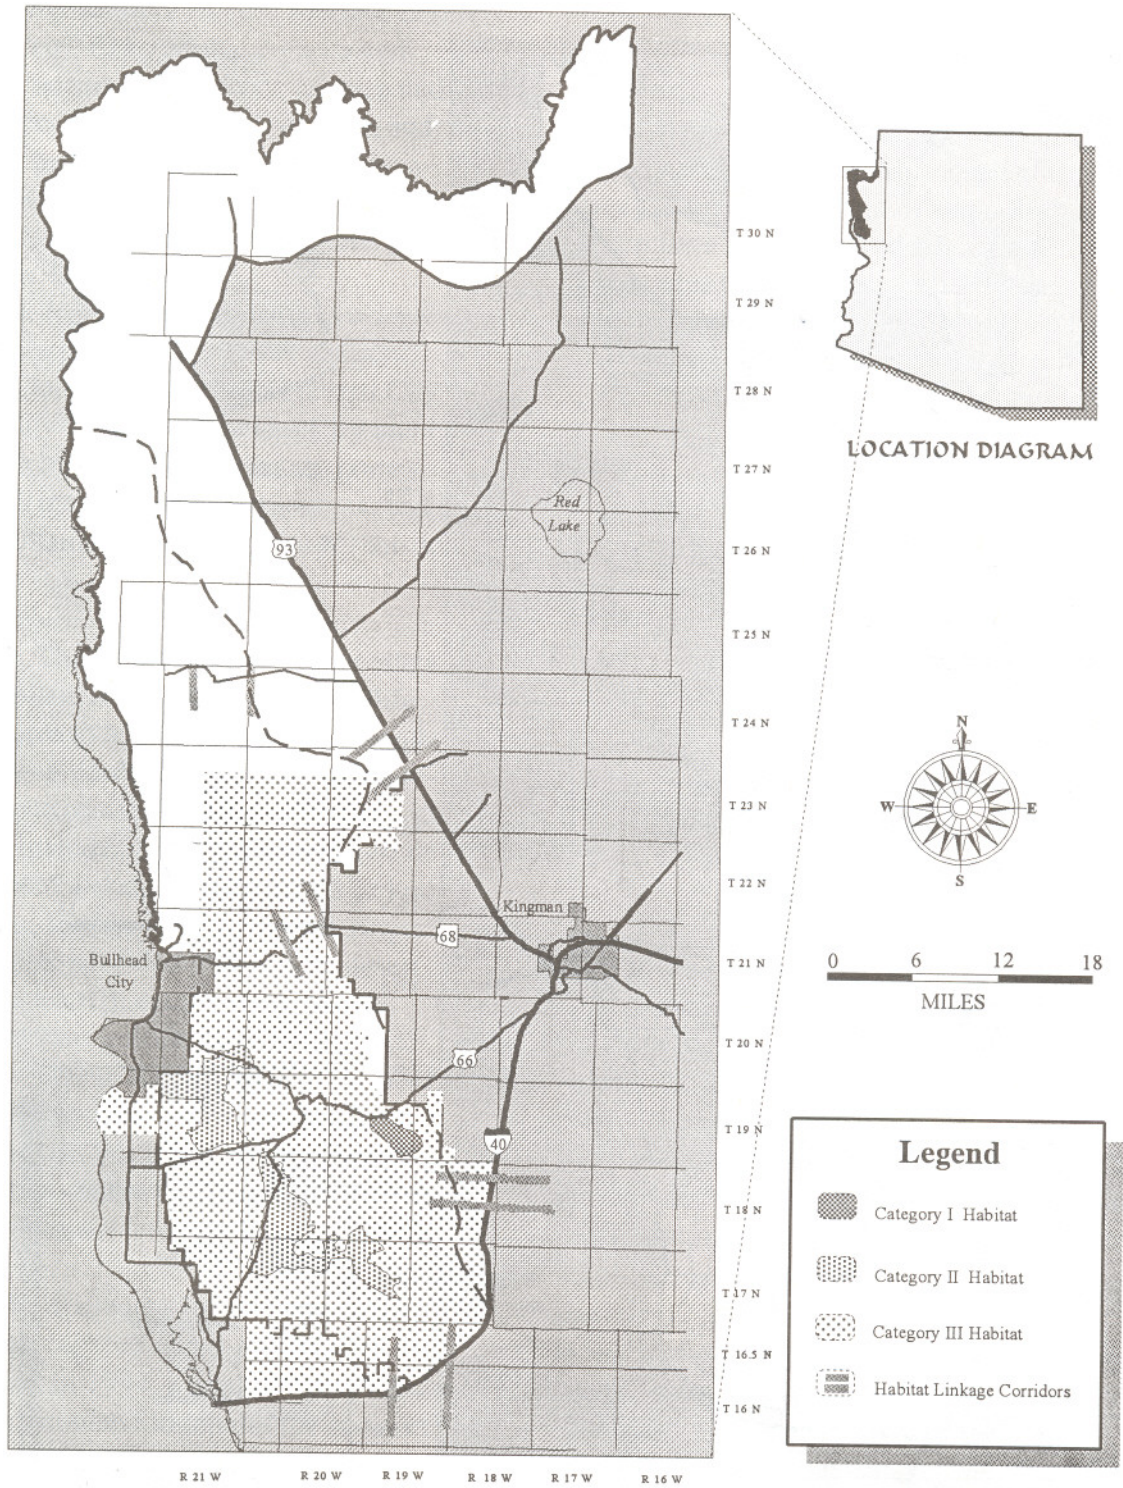 T 30 N
T 29 N
T 28 N
LOCATION DIAGRAM
T 27 N
Red
Lake
93
T 26 N
T 25 N
T 24 N
N
T 23 N
W
E
S
T 22 N
Kingman
68
Bullhead
City
T 21 N
0 6 12 18
MILES
T 20 N
66
T 19 N
40
Legend
Category I Habitat
T 18 N
Category II Habitat
T 17 N
Category III Habitat
T 16.5 N
Habitat Linkage Corridors
T 16 N
R 21 W R 20 W R 19 W R 18 W R 17 W R 16 W